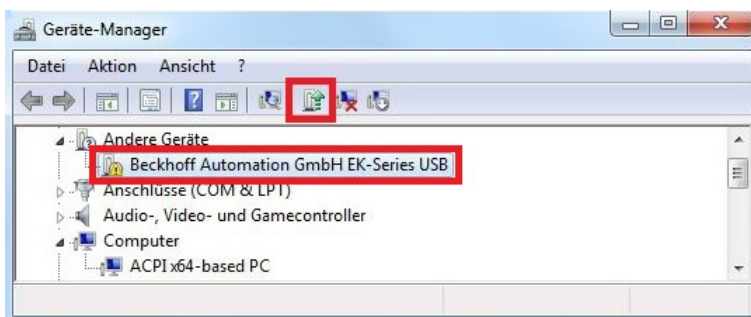 Geräte-Manager
Datei Aktion Ansicht ?
Andere Geräte
Beckhoff Automation GmbH EK-Series USB
Anschlüsse (COM & LPT)
Audio-, Video- und Gamecontroller
Computer
ACPI x64-based PC